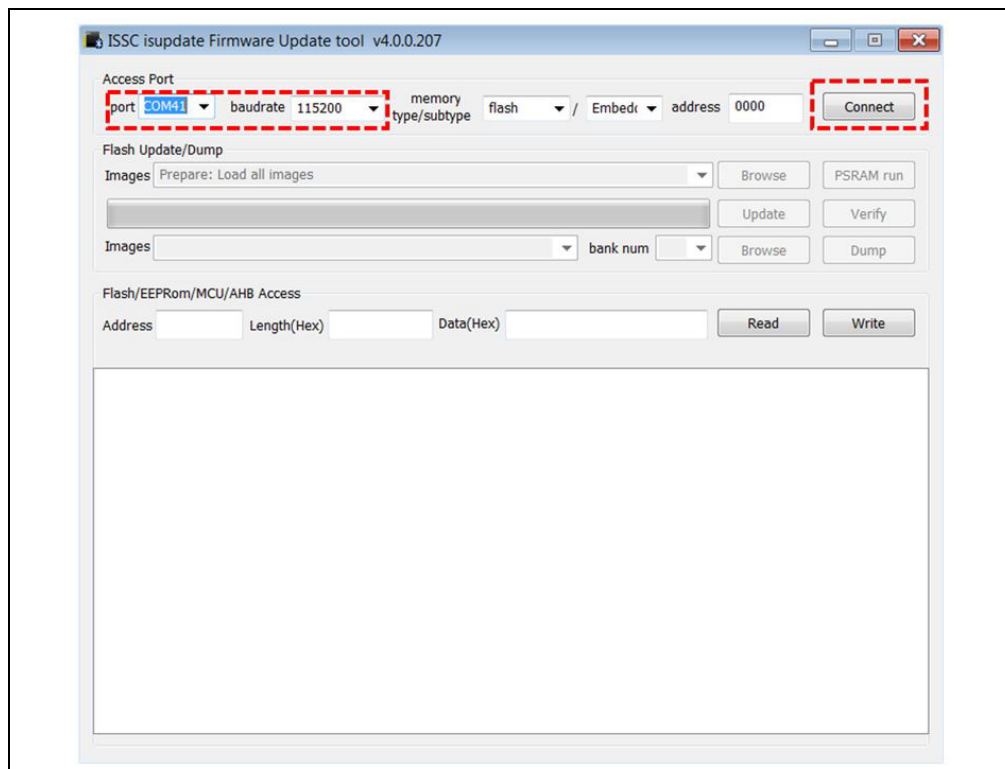 ISSC isupdate Firmware Update tool v4.0.0.207
Access Port
port COM41 baudrate 115200 memory type/subtype flash / Embedc address 0000 Connect
Flash Update/Dump
Images Prepare: Load all images Browse PSRAM run
Update Verify
Images bank num Browse Dump
Flash/EEPRom/MCU/AHB Access
Address Length(Hex) Data(Hex) Read Write